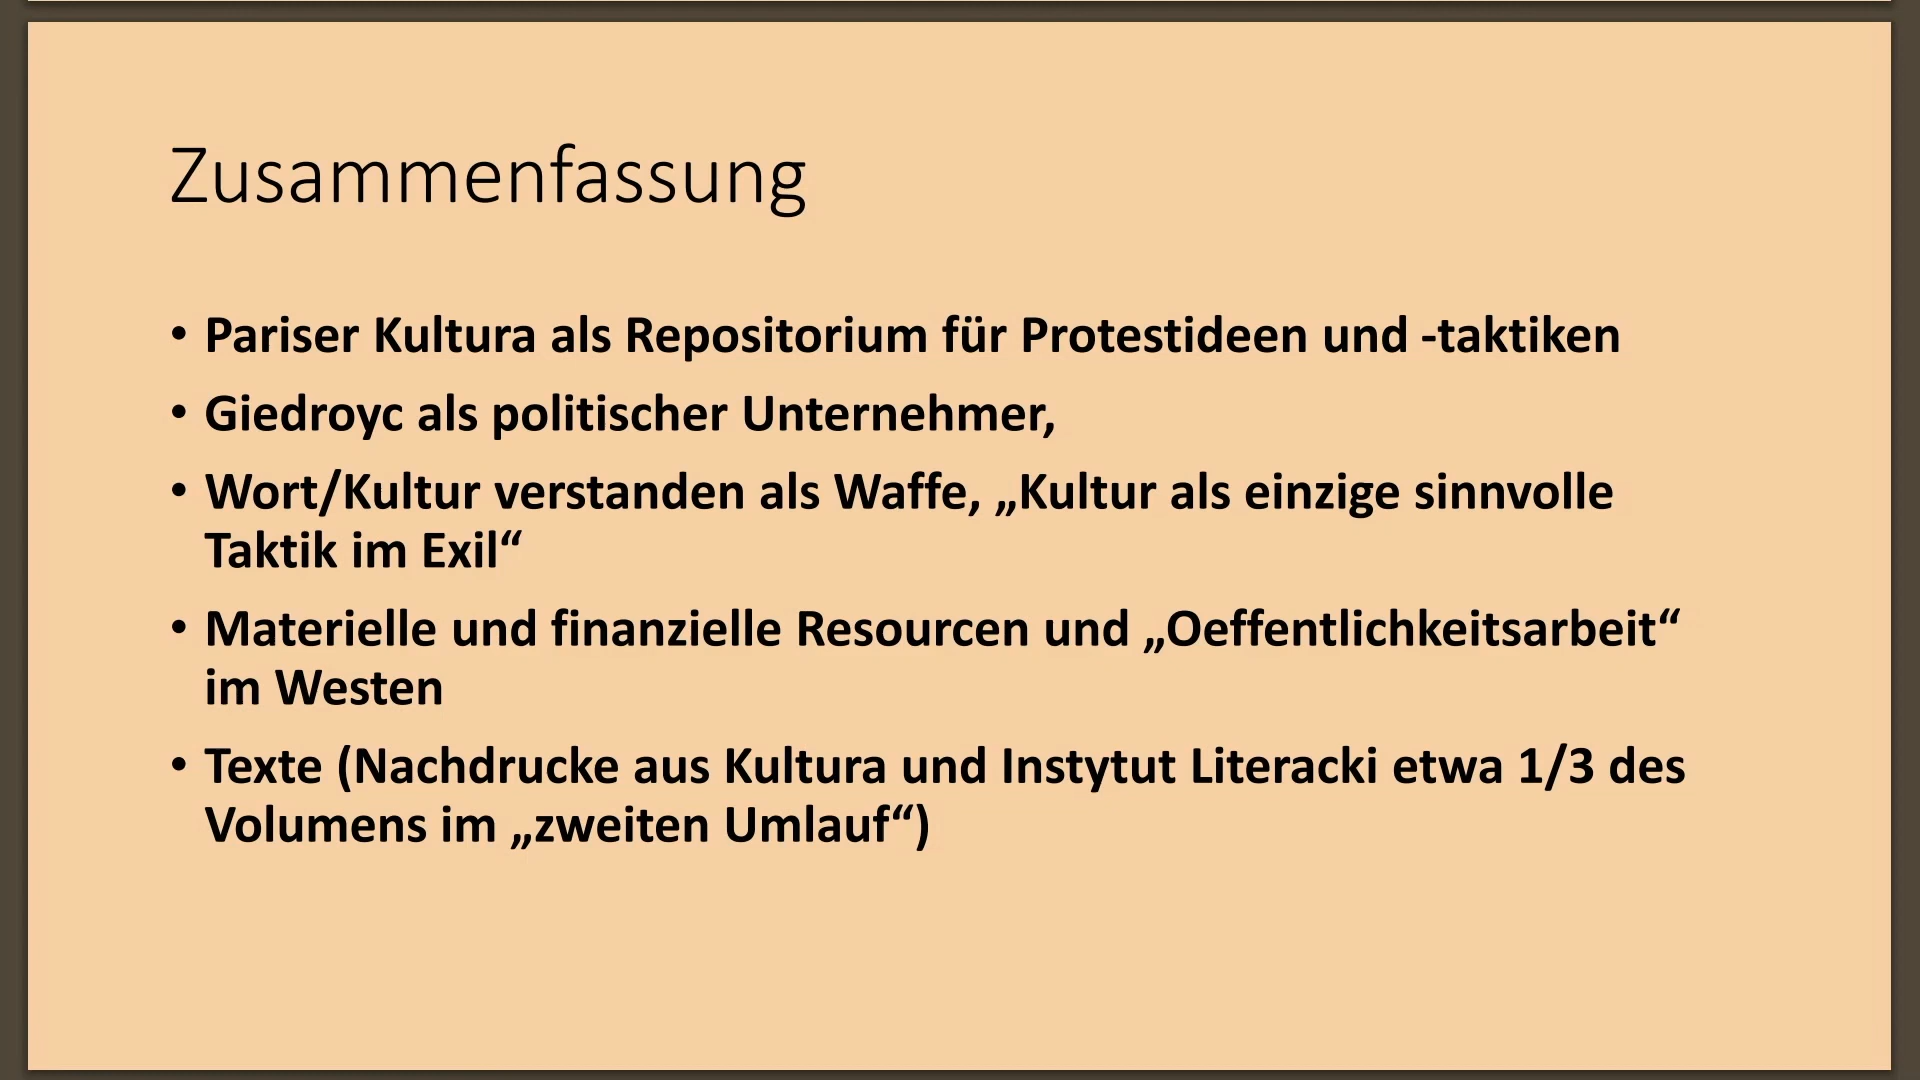 Zusammenfassung
• Pariser Kultura als Repositorium für Protestideen und -taktiken
• Giedroyc als politischer Unternehmer,
• Wort/Kultur verstanden als Waffe, „Kultur als einzige sinnvolle
Taktik im Exil“
• Materielle und finanzielle Resourcen und „Oeffentlichkeitsarbeit“
im Westen
• Texte (Nachdrucke aus Kultura und Instytut Literacki etwa 1/3 des
Volumens im „zweiten Umlauf“)